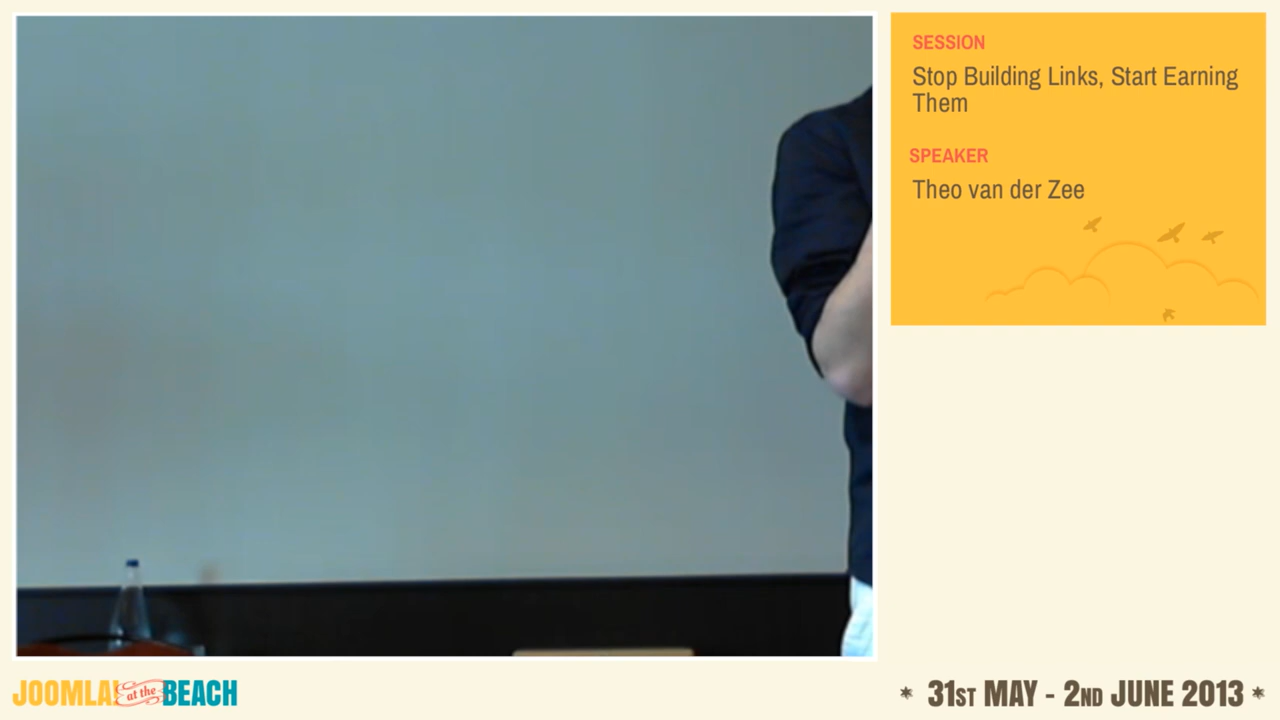 SESSION
Stop Building Links, Start Earning
Them
SPEAKER
Theo van der Zee
JOOMLA! at the BEACH
* 31ST MAY - 2ND JUNE 2013 *